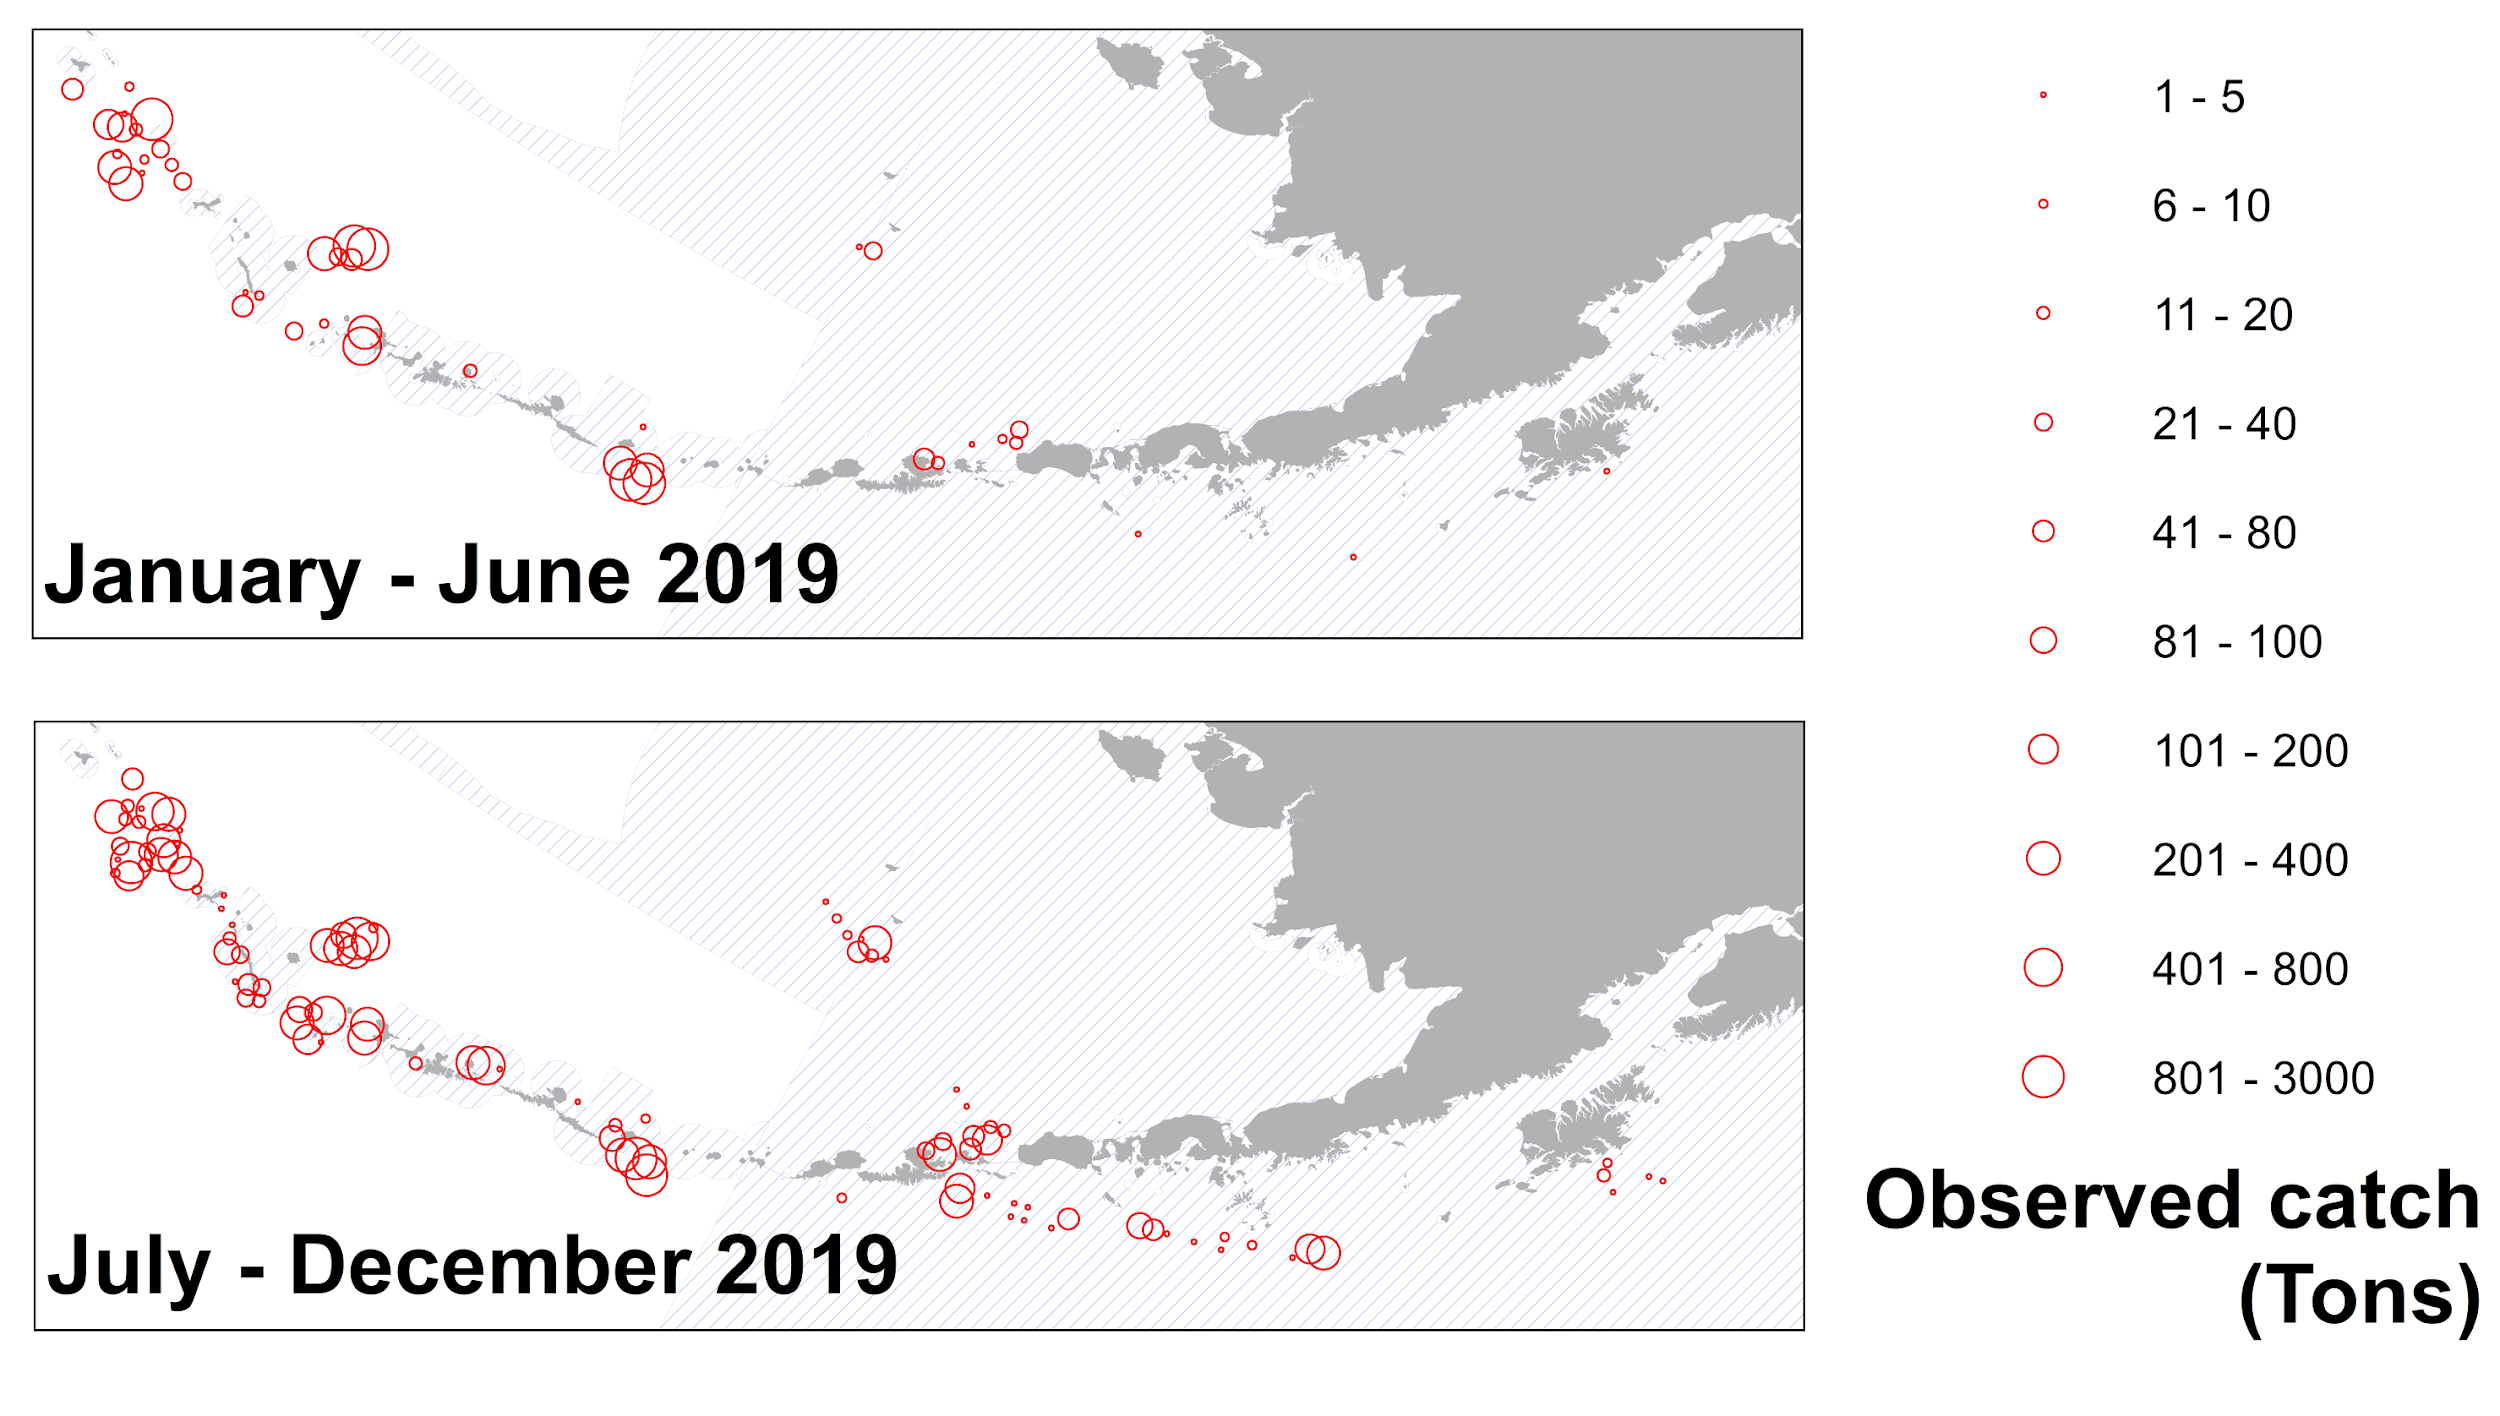 January - June 2019
July - December 2019
1 - 5
6 - 10
11 - 20
21 - 40
41 - 80
81 - 100
101 - 200
201 - 400
401 - 800
801 - 3000
Observed catch
(Tons)